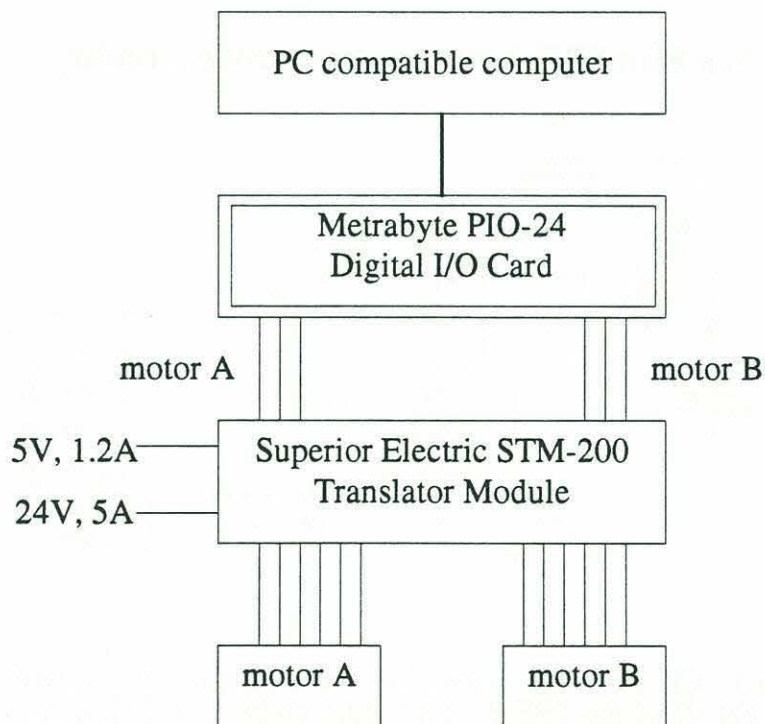 PC compatible computer
Metrabyte PIO-24
Digital I/O Card
motor A
motor B
5V, 1.2A
Superior Electric STM-200
24V, 5A
Translator Module
motor A
motor B